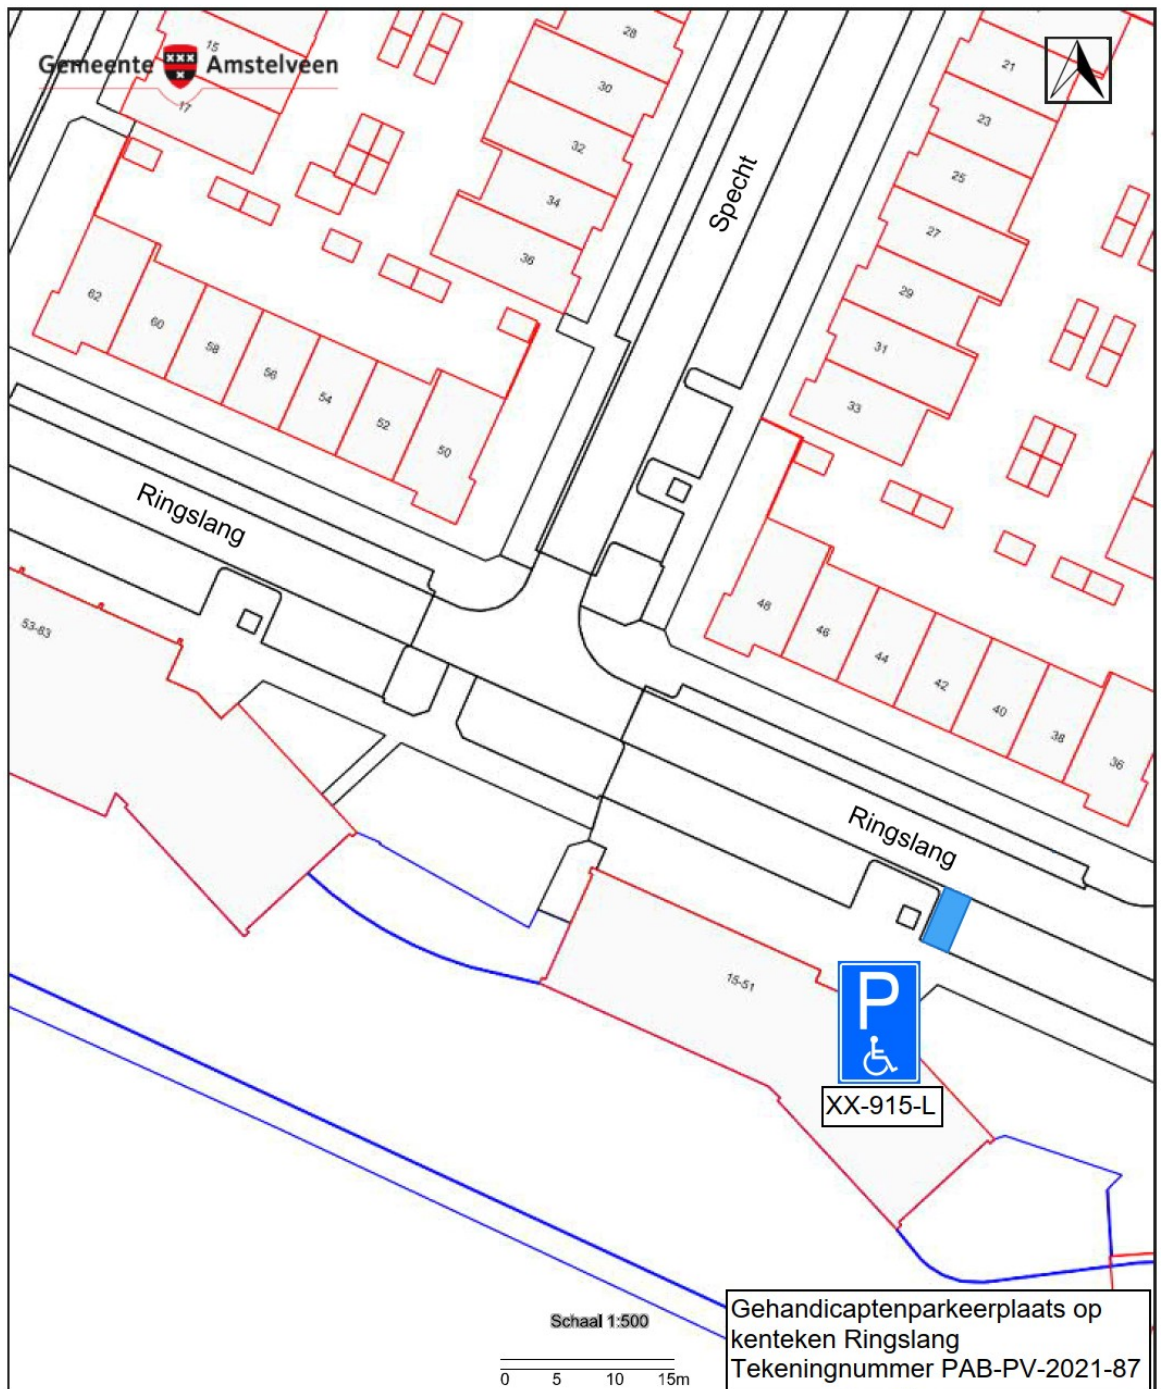 Gemeente Amstelveen
15
17
28
30
32
34
36
Specht
21
23
25
27
29
31
33
62
60
58
56
54
52
50
Ringslang
53-83
48
46
44
42
40
38
36
Ringslang
15-51
P
XX-915-L
Schaal 1:500
0 5 10 15m
Gehandicaptenparkeerplaats op
kenteken Ringslang
Tekeningnummer PAB-PV-2021-87